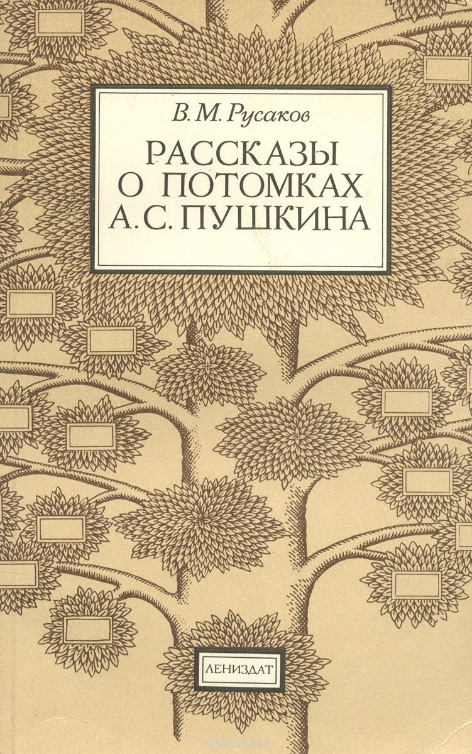 В. М. Русаков
РАССКАЗЫ
О ПОТОМКАХ
А. С. ПУШКИНА
ЛЕНИЗДАТ